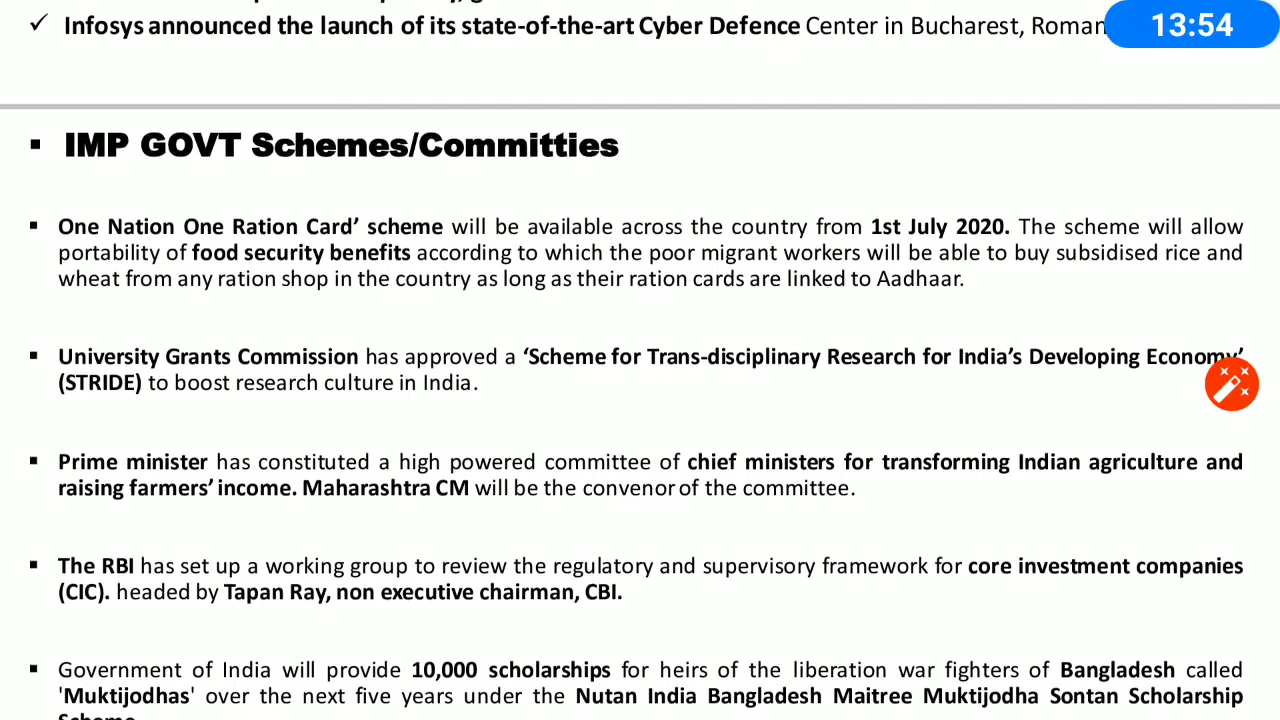 ✓ Infosys announced the launch of its state-of-the-art Cyber Defence Center in Bucharest, Roman
13:54
▪ IMP GOVT Schemes/Committies
▪ One Nation One Ration Card’ scheme will be available across the country from 1st July 2020. The scheme will allow
portability of food security benefits according to which the poor migrant workers will be able to buy subsidised rice and
wheat from any ration shop in the country as long as their ration cards are linked to Aadhaar.
▪ University Grants Commission has approved a ‘Scheme for Trans-disciplinary Research for India’s Developing Economy’
(STRIDE) to boost research culture in India.
▪ Prime minister has constituted a high powered committee of chief ministers for transforming Indian agriculture and
raising farmers’ income. Maharashtra CM will be the convenor of the committee.
▪ The RBI has set up a working group to review the regulatory and supervisory framework for core investment companies
(CIC). headed by Tapan Ray, non executive chairman, CBI.
▪ Government of India will provide 10,000 scholarships for heirs of the liberation war fighters of Bangladesh called
'Muktijodhas' over the next five years under the Nutan India Bangladesh Maitree Muktijodha Sontan Scholarship
Scheme